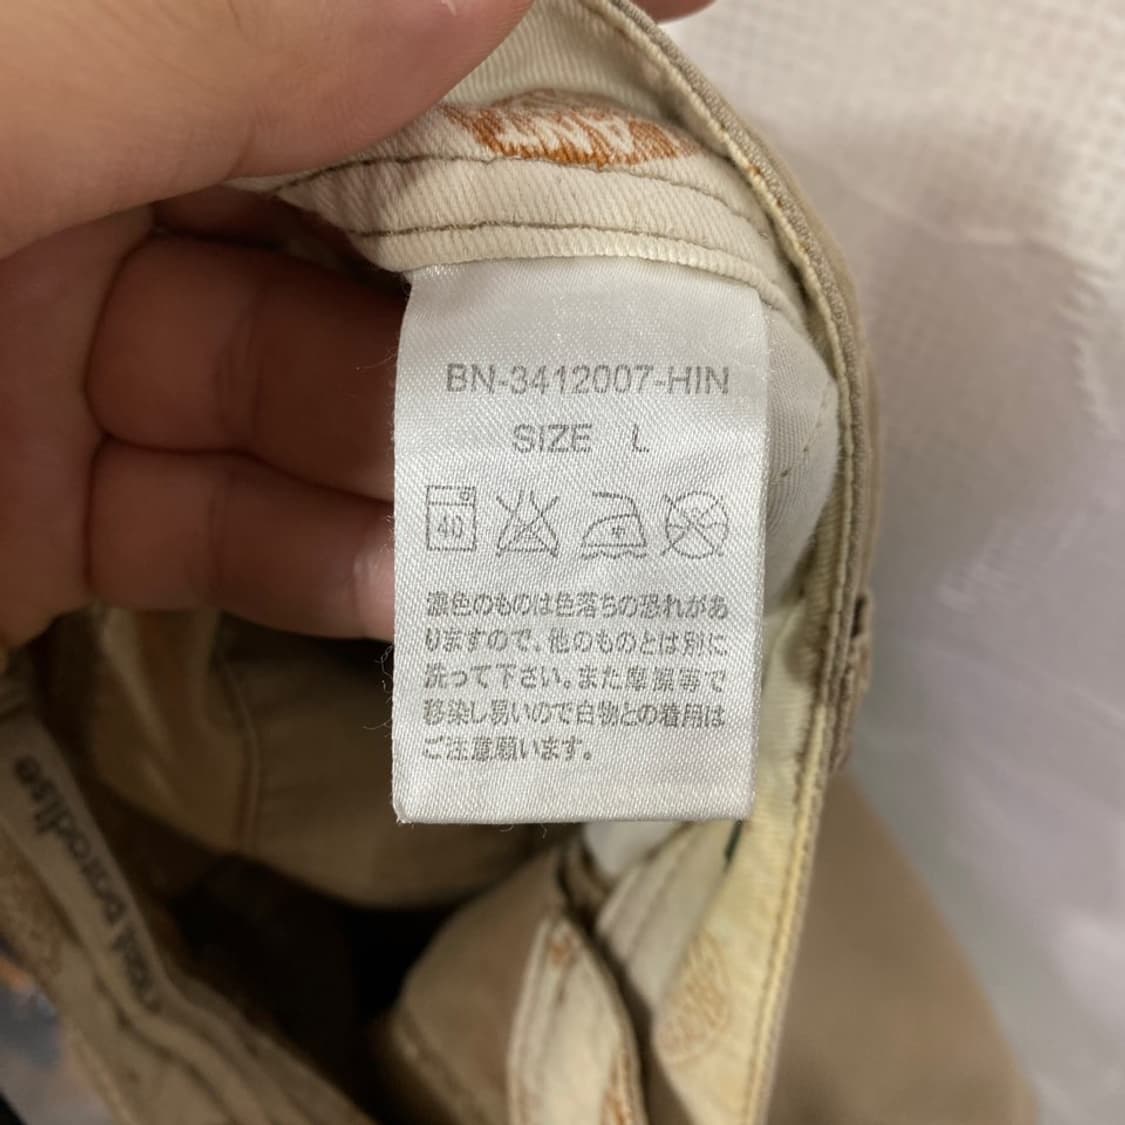 BN-3412007-HIN
SIZE L
40
濃色のものは色落ちの恐れがあ
りますので、他のものとは別に
洗って下さい。また摩擦等で
移染し易いので白物との着用は
ご注意願います。
real paradise